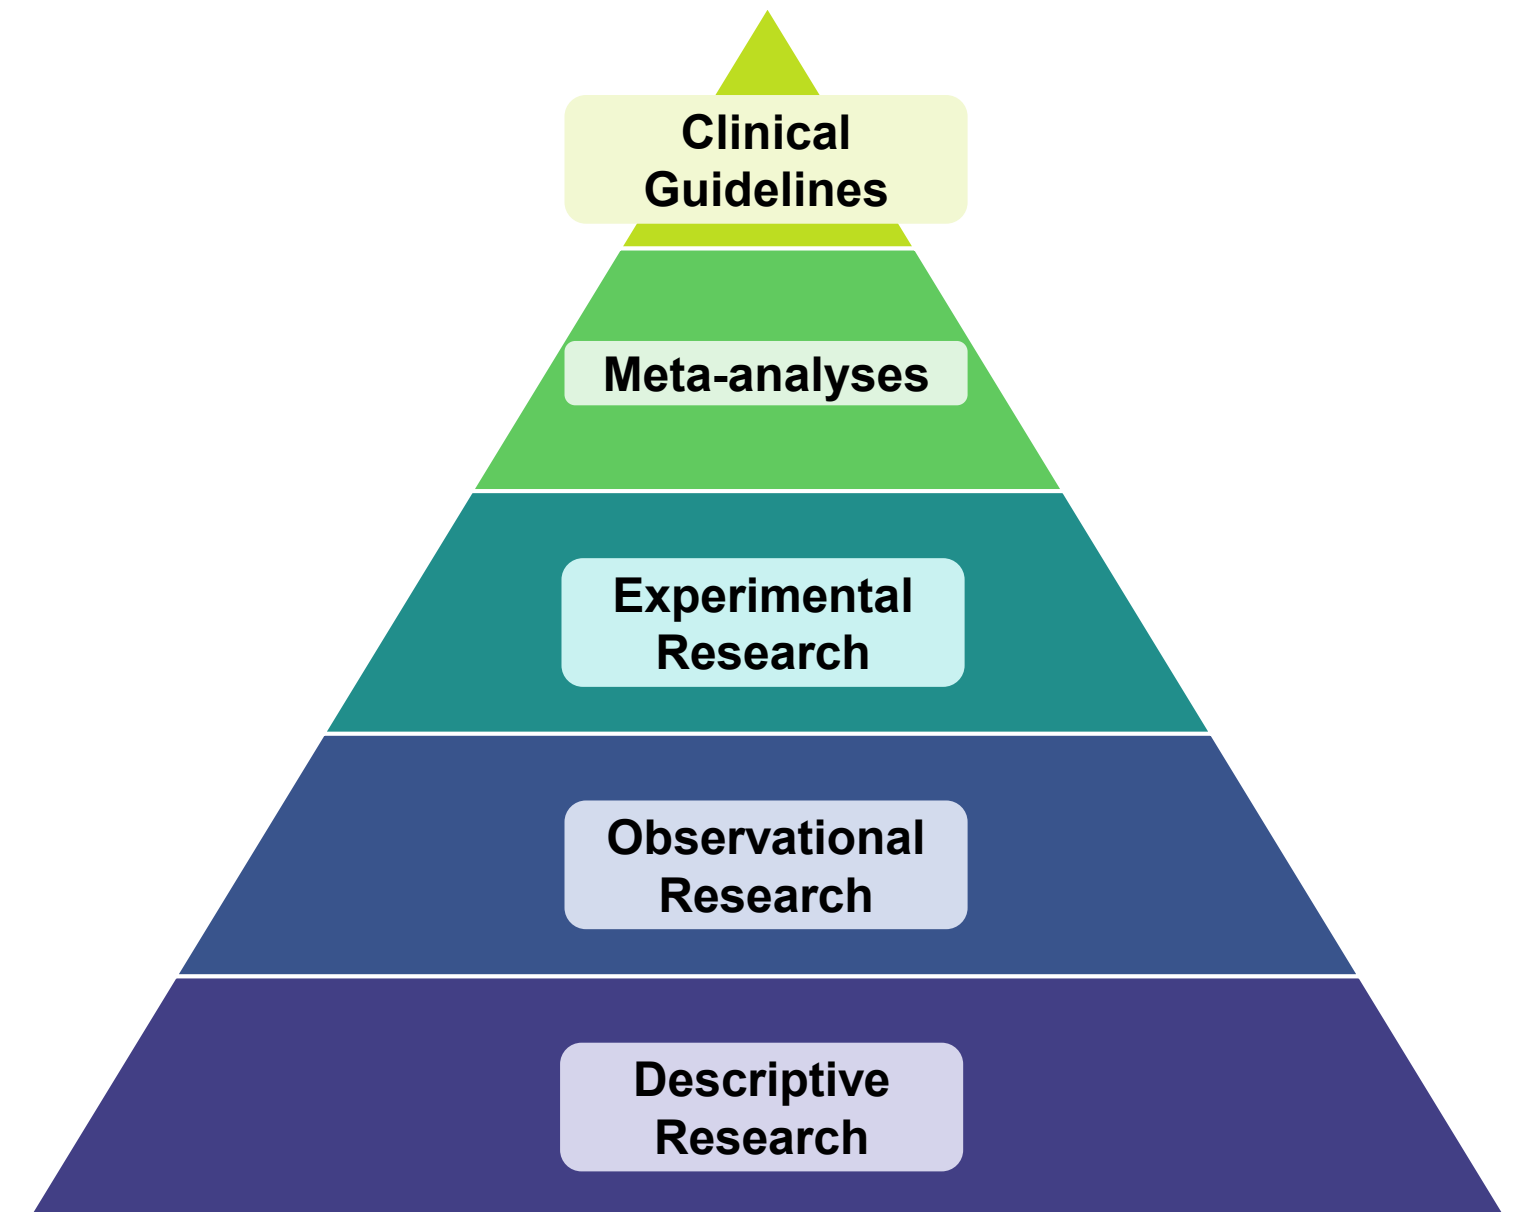 Clinical
Guidelines
Meta-analyses
Experimental
Research
Observational
Research
Descriptive
Research